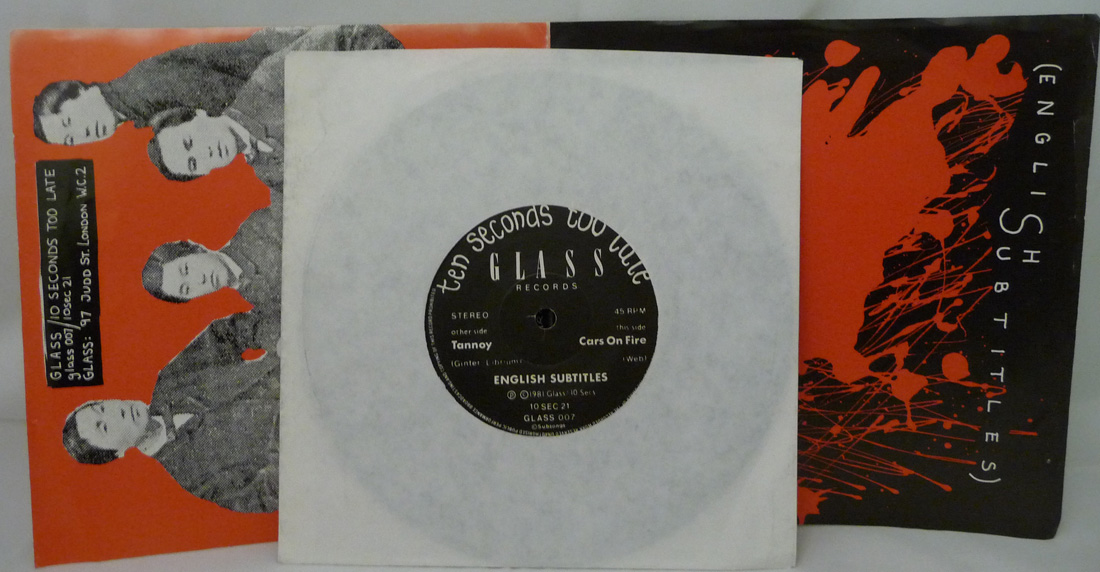 GLASS/10 SECONDS TOO LATE
glass 007/10sec 21
GLASS: 97 JUDD ST. LONDON W.C.2
ten seconds too late
GLASS
RECORDS
STEREO
45 RPM
other side
this side
Tannoy
Cars On Fire
(Web)
ENGLISH SUBTITLES
Ⓟ ©1981 Glass/10 Secs
10 SEC 21
GLASS 007
©Subsongs
(ENGLISH
SUBTITLES)